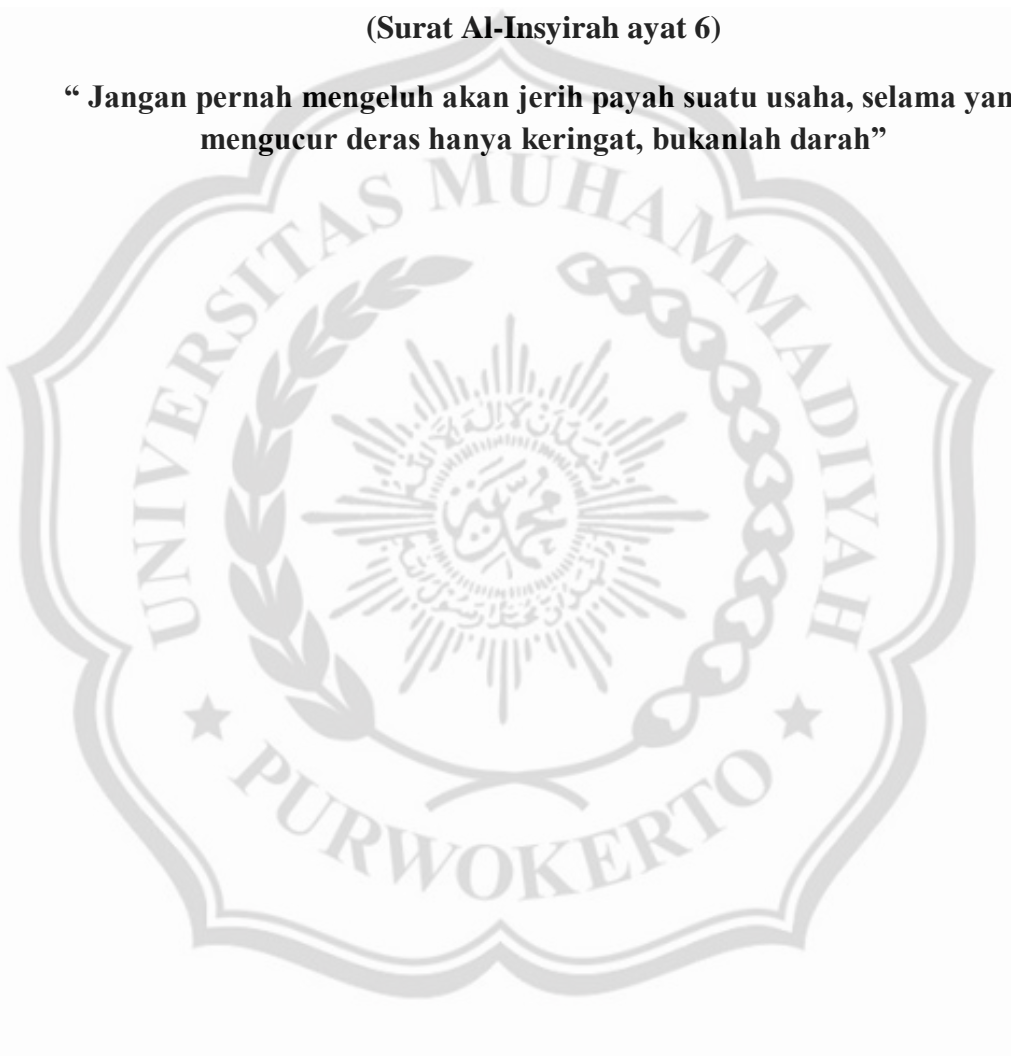 (Surat Al-Insyirah ayat 6)
“ Jangan pernah mengeluh akan jerih payah suatu usaha, selama yan
mengucur deras hanya keringat, bukanlah darah”
UNIVERSITAS MUHAMMADIYAH
محمد
PURWOKERTO